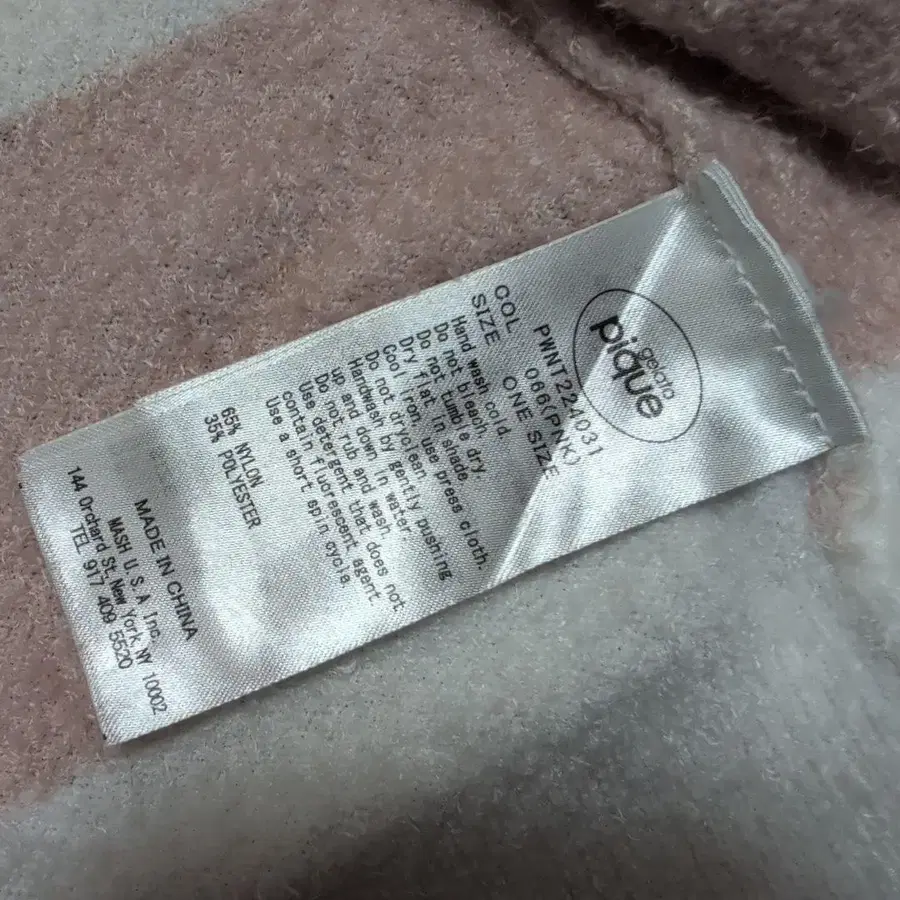 gelato
pique
PWNT224031
COL 066(PNK)
SIZE ONE SIZE
Hand wash cold.
Do not bleach.
Do not tumble dry.
Dry flat in shade.
Cool iron, use press cloth.
Do not dryclean.
Handwash by gently pushing
up and down in water.
Do not rub and wash.
Use detergent that does not
contain fluorescent agent.
Use a short spin cycle.
65% NYLON
35% POLYESTER
MADE IN CHINA
MASH U.S.A Inc.
144 Orchard St, New York, NY 10002
TEL 917 409 5520